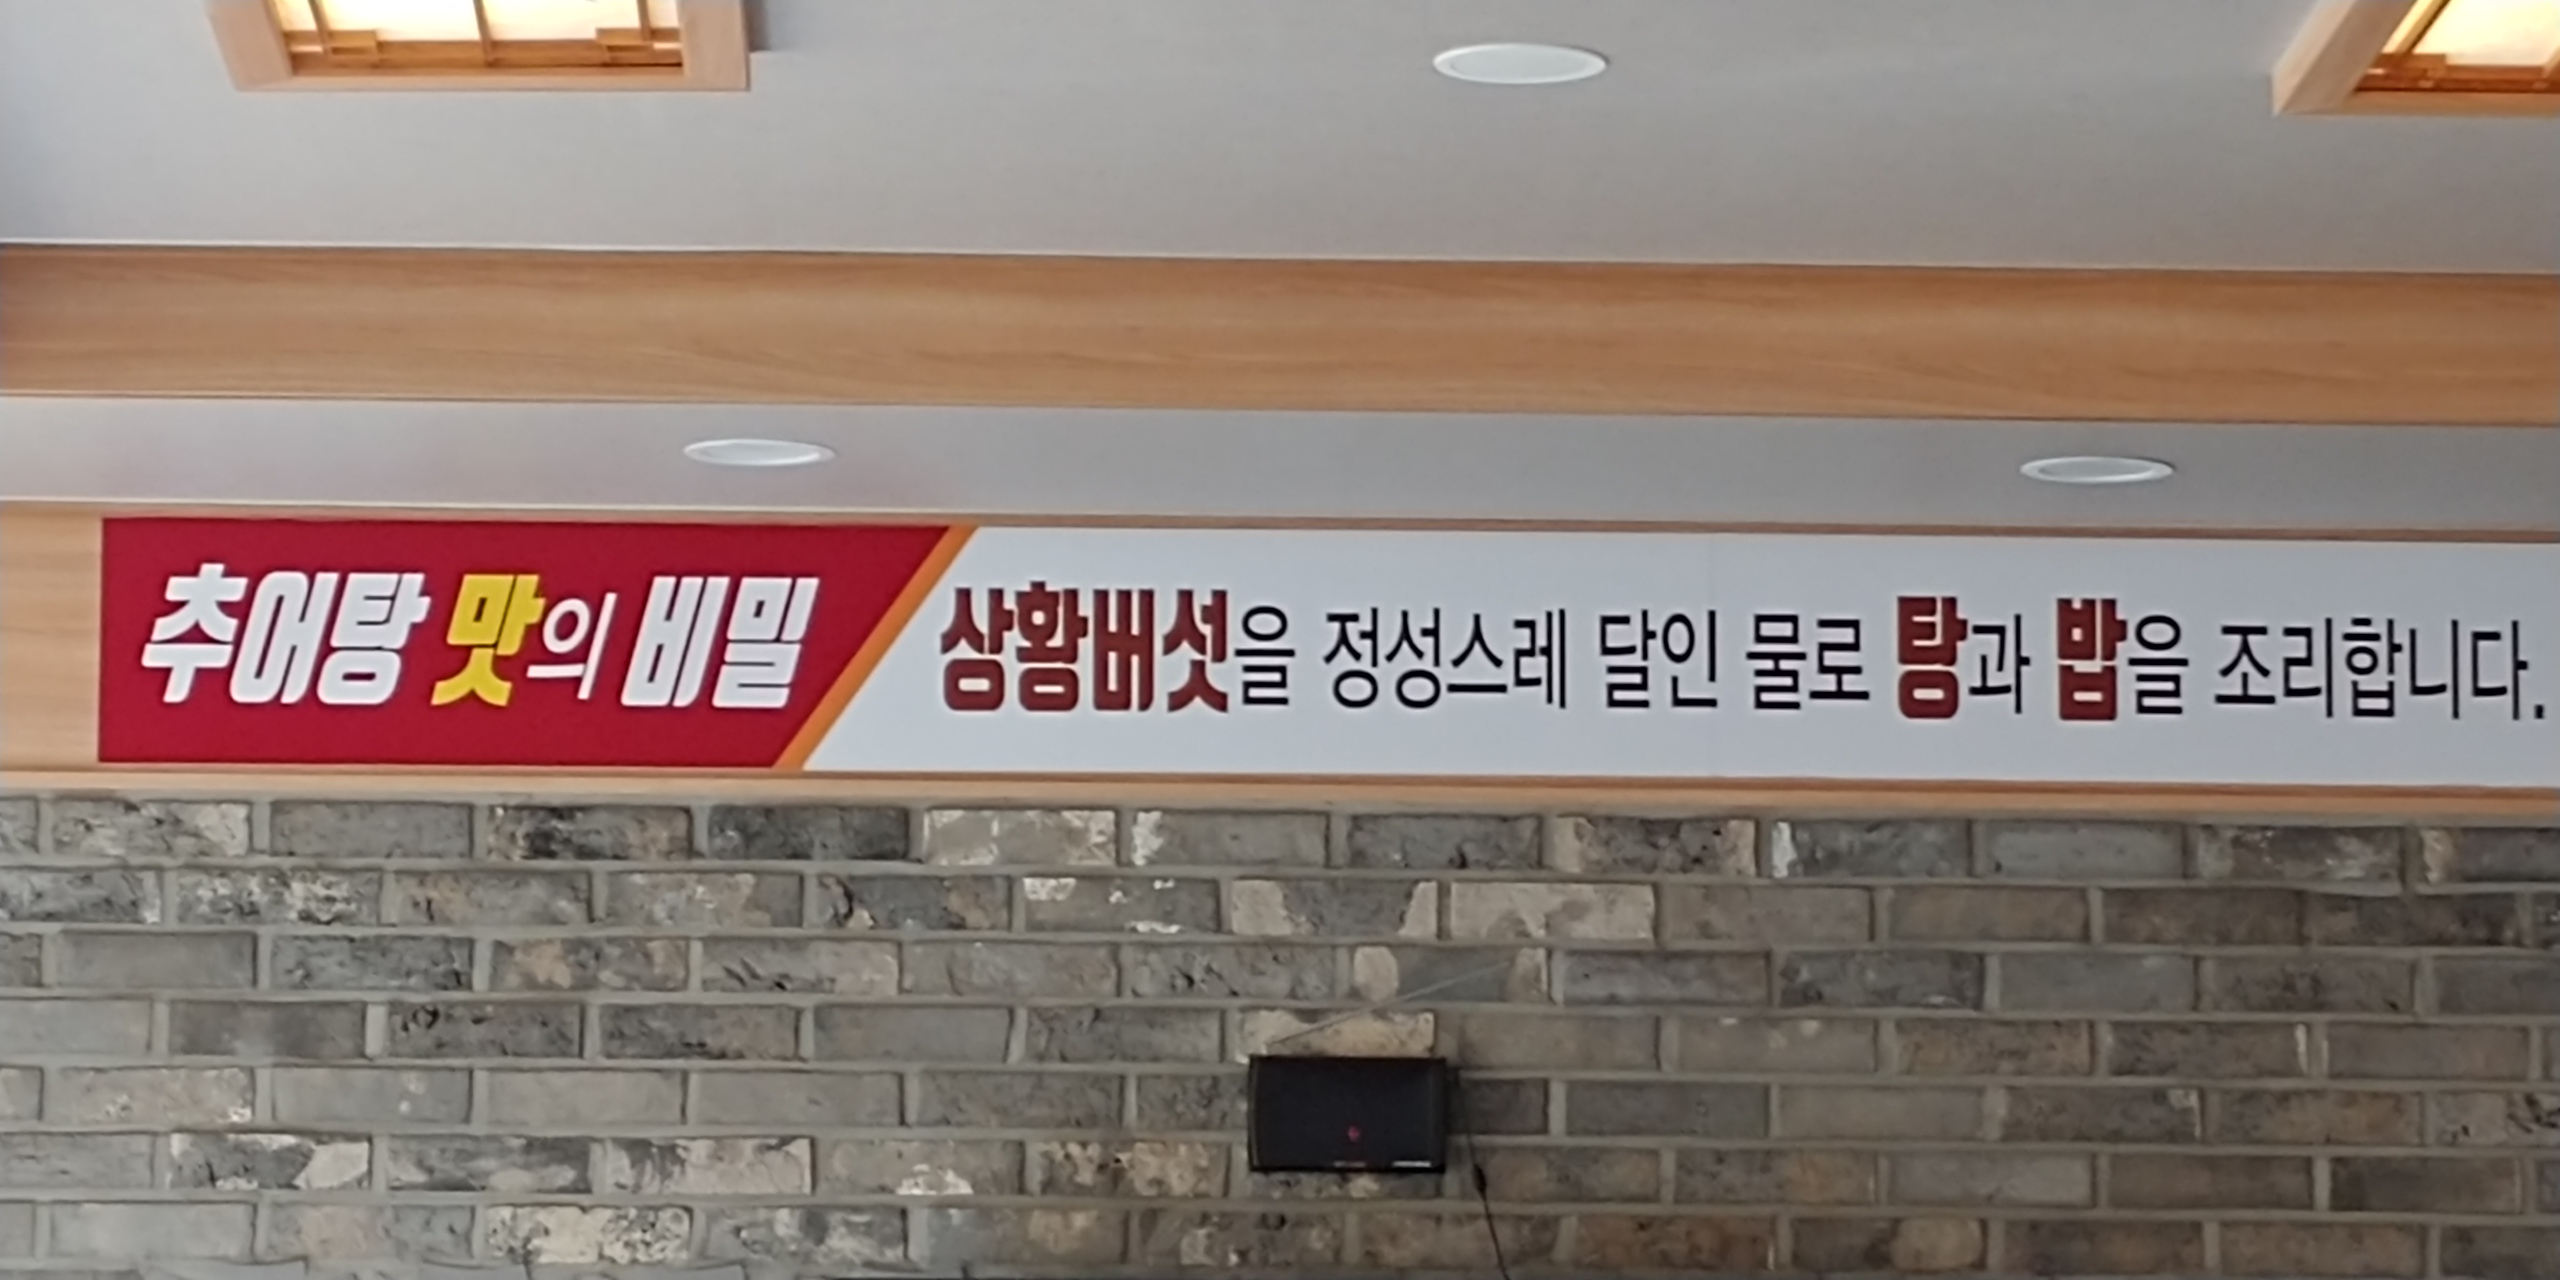 추어탕 맛의 비밀 상황버섯을 정성스레 달인 물로 탕과 밥을 조리합니다.